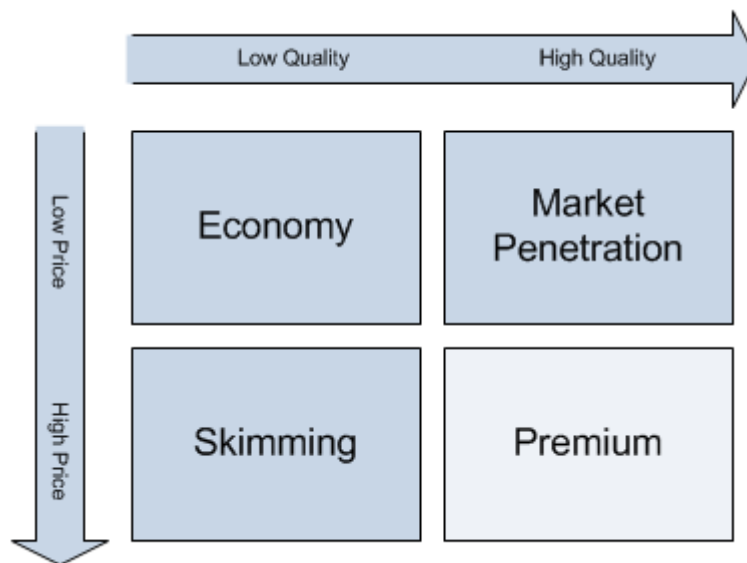 Low Quality
High Quality
Low Price
Economy
Market
Penetration
High Price
Skimming
Premium